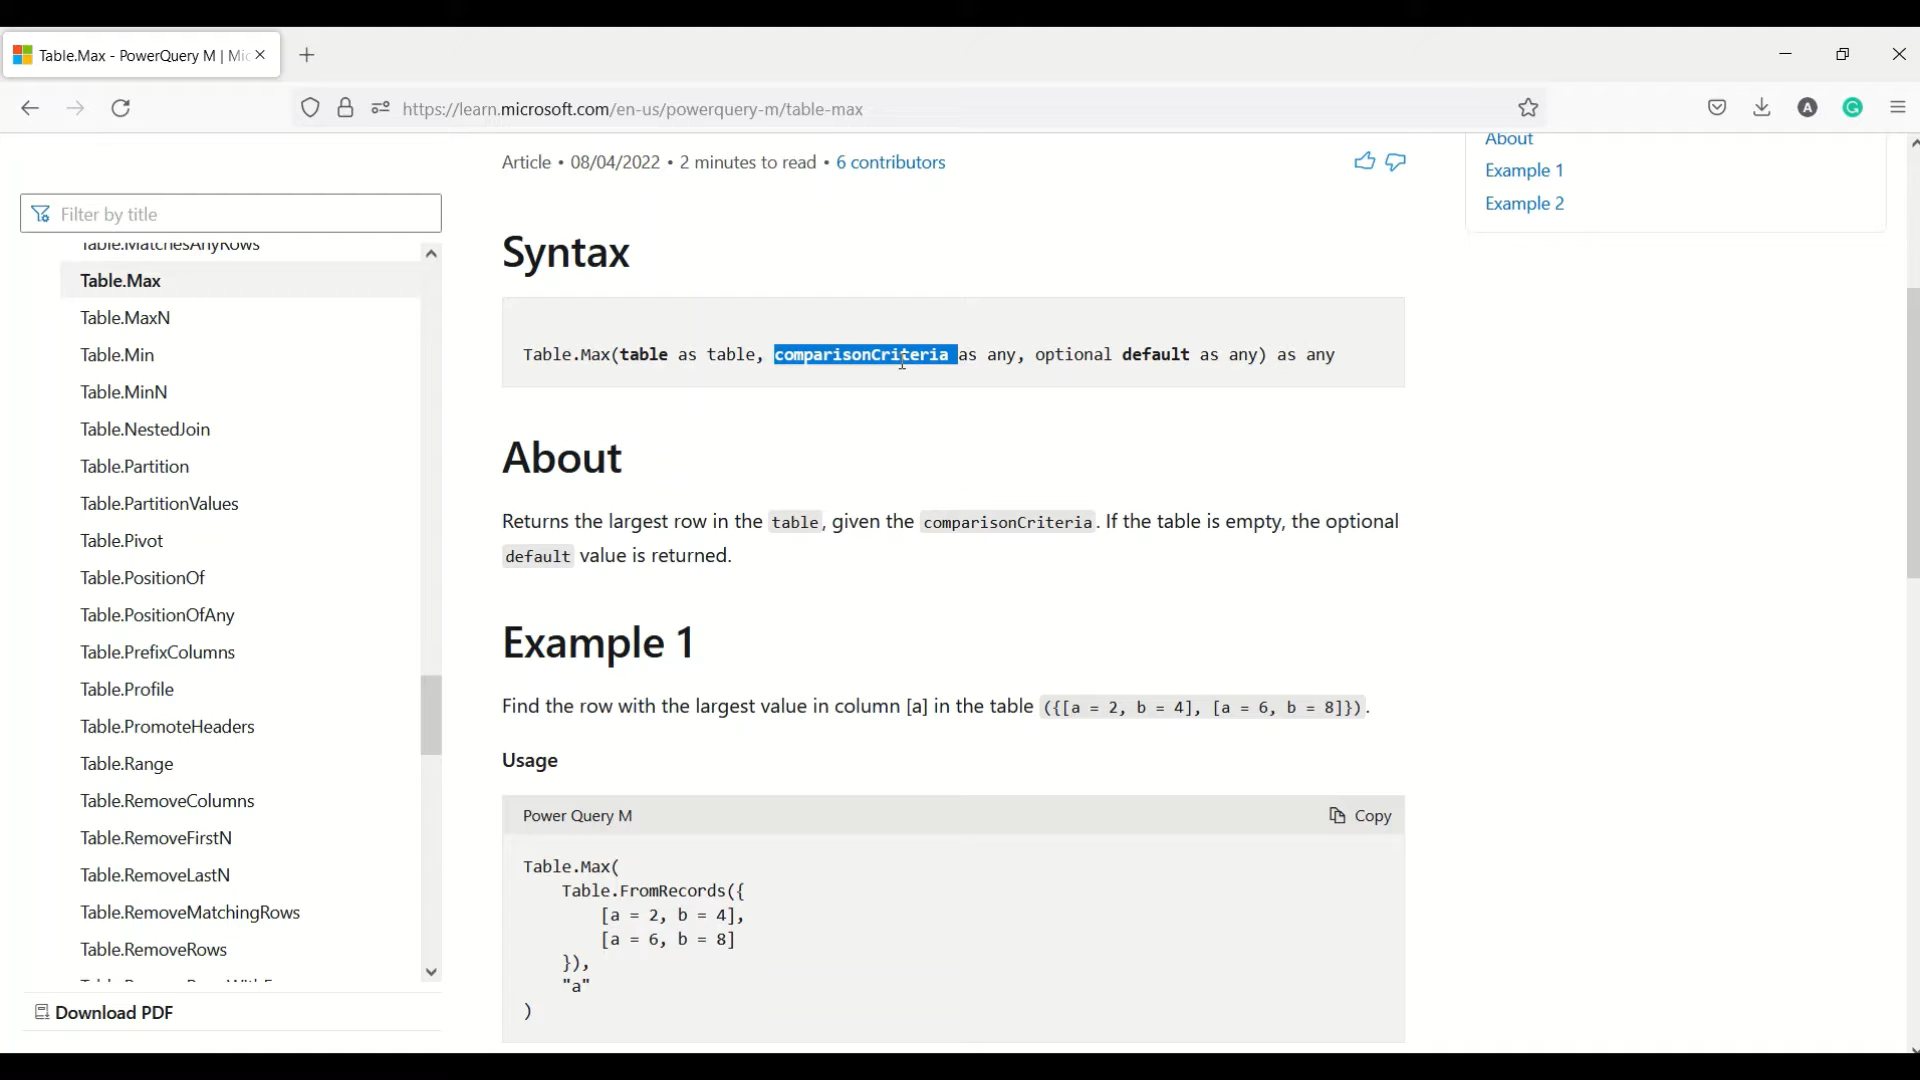 Table.Max - PowerQuery M | Mic
https://learn.microsoft.com/en-us/powerquery-m/table-max
A
G
Filter by title
Table.MatchesAnyRows
Table.Max
Table.MaxN
Table.Min
Table.MinN
Table.NestedJoin
Table.Partition
Table.PartitionValues
Table.Pivot
Table.PositionOf
Table.PositionOfAny
Table.PrefixColumns
Table.Profile
Table.PromoteHeaders
Table.Range
Table.RemoveColumns
Table.RemoveFirstN
Table.RemoveLastN
Table.RemoveMatchingRows
Table.RemoveRows
Download PDF
Article • 08/04/2022 • 2 minutes to read • 6 contributors
Syntax
Table.Max(table as table, comparisonCriteria as any, optional default as any) as any
About
Returns the largest row in the table, given the comparisonCriteria. If the table is empty, the optional
default value is returned.
Example 1
Find the row with the largest value in column [a] in the table ({[a = 2, b = 4], [a = 6, b = 8]}).
Usage
Power Query M
Copy
Table.Max(
Table.FromRecords({
[a = 2, b = 4],
[a = 6, b = 8]
}),
"a"
)
About
Example 1
Example 2